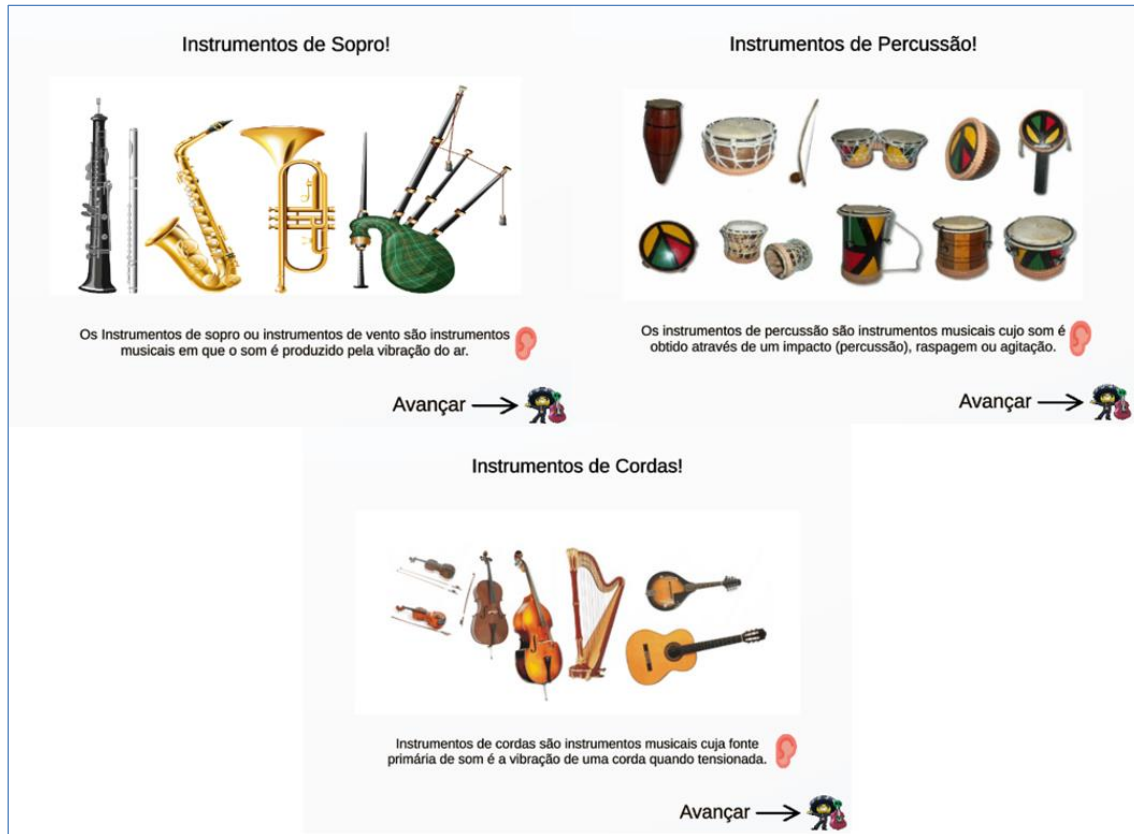 Instrumentos de Sopro!
Os Instrumentos de sopro ou instrumentos de vento são instrumentos
musicais em que o som é produzido pela vibração do ar.
Avançar
Instrumentos de Percussão!
Os instrumentos de percussão são instrumentos musicais cujo som é
obtido através de um impacto (percussão), raspagem ou agitação.
Avançar
Instrumentos de Cordas!
Instrumentos de cordas são instrumentos musicais cuja fonte
primária de som é a vibração de uma corda quando tensionada.
Avançar